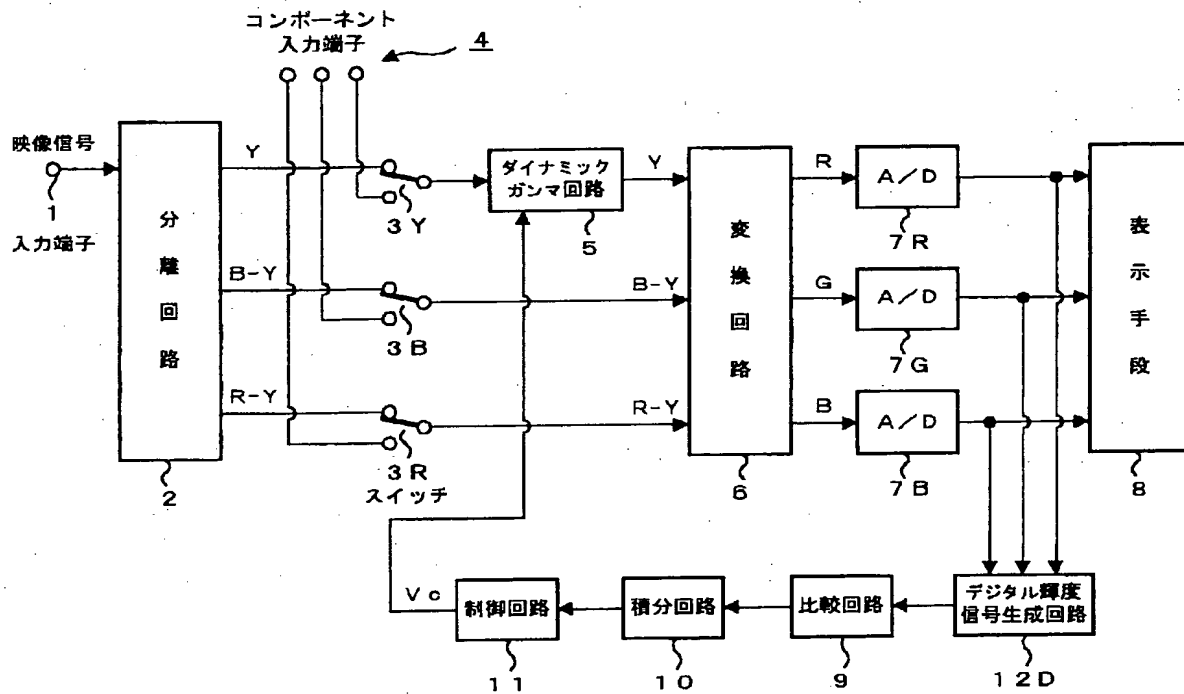 コンポーネント
入力端子
4
映像信号
1
入力端子
分離回路
2
Y
B-Y
R-Y
3Y
3B
3R
スイッチ
ダイナミック
ガンマ回路
5
Y
B-Y
R-Y
変換回路
6
R
G
B
A/D
7R
A/D
7G
A/D
7B
表示手段
8
Vc
制御回路
11
積分回路
10
比較回路
9
デジタル輝度
信号生成回路
12D